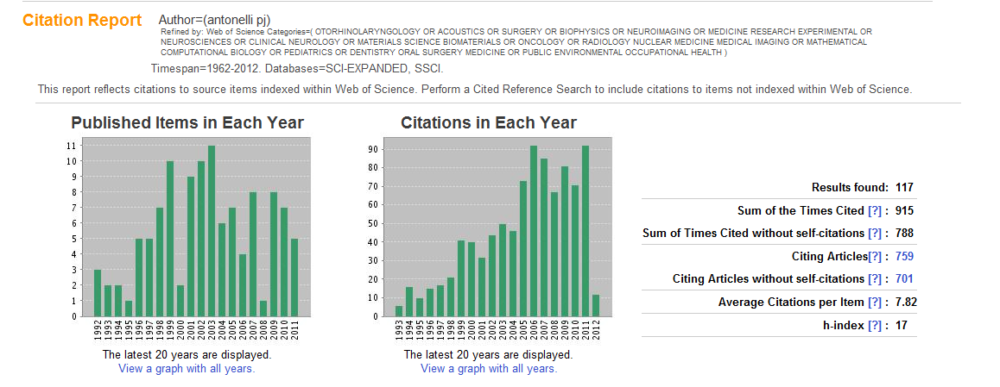 Citation Report
Author=(antonelli pj)
Refined by: Web of Science Categories=( OTORHINOLARYNGOLOGY OR ACOUSTICS OR SURGERY OR BIOPHYSICS OR NEUROIMAGING OR MEDICINE RESEARCH EXPERIMENTAL OR
NEUROSCIENCES OR CLINICAL NEUROLOGY OR MATERIALS SCIENCE BIOMATERIALS OR ONCOLOGY OR RADIOLOGY NUCLEAR MEDICINE MEDICAL IMAGING OR MATHEMATICAL
COMPUTATIONAL BIOLOGY OR PEDIATRICS OR DENTISTRY ORAL SURGERY MEDICINE OR PUBLIC ENVIRONMENTAL OCCUPATIONAL HEALTH )
Timespan=1962-2012. Databases=SCI-EXPANDED, SSCI.
This report reflects citations to source items indexed within Web of Science. Perform a Cited Reference Search to include citations to items not indexed within Web of Science.
Published Items in Each Year
11
10
9
8
7
6
5
4
3
2
1
0
1992 1993 1994 1995 1996 1997 1998 1999 2000 2001 2002 2003 2004 2005 2006 2007 2008 2009 2010 2011
The latest 20 years are displayed.
View a graph with all years.
Citations in Each Year
90
80
70
60
50
40
30
20
10
0
1993 1994 1995 1996 1997 1998 1999 2000 2001 2002 2003 2004 2005 2006 2007 2008 2009 2010 2011 2012
The latest 20 years are displayed.
View a graph with all years.
Results found: 117
Sum of the Times Cited [?] : 915
Sum of Times Cited without self-citations [?] : 788
Citing Articles[?] : 759
Citing Articles without self-citations [?] : 701
Average Citations per Item [?] : 7.82
h-index [?] : 17